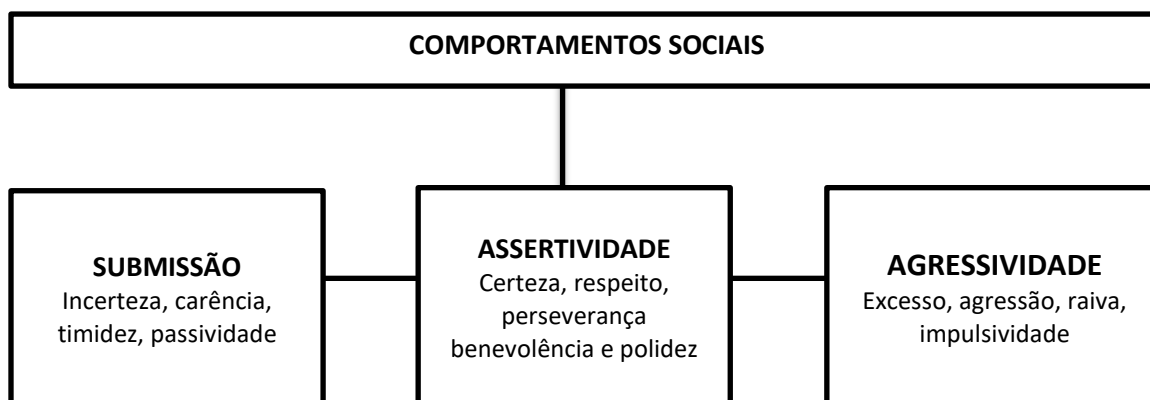 COMPORTAMENTOS SOCIAIS
SUBMISSÃO
Incerteza, carência,
timidez, passividade
ASSERTIVIDADE
Certeza, respeito,
perseverança
benevolência e polidez
AGRESSIVIDADE
Excesso, agressão, raiva,
impulsividade